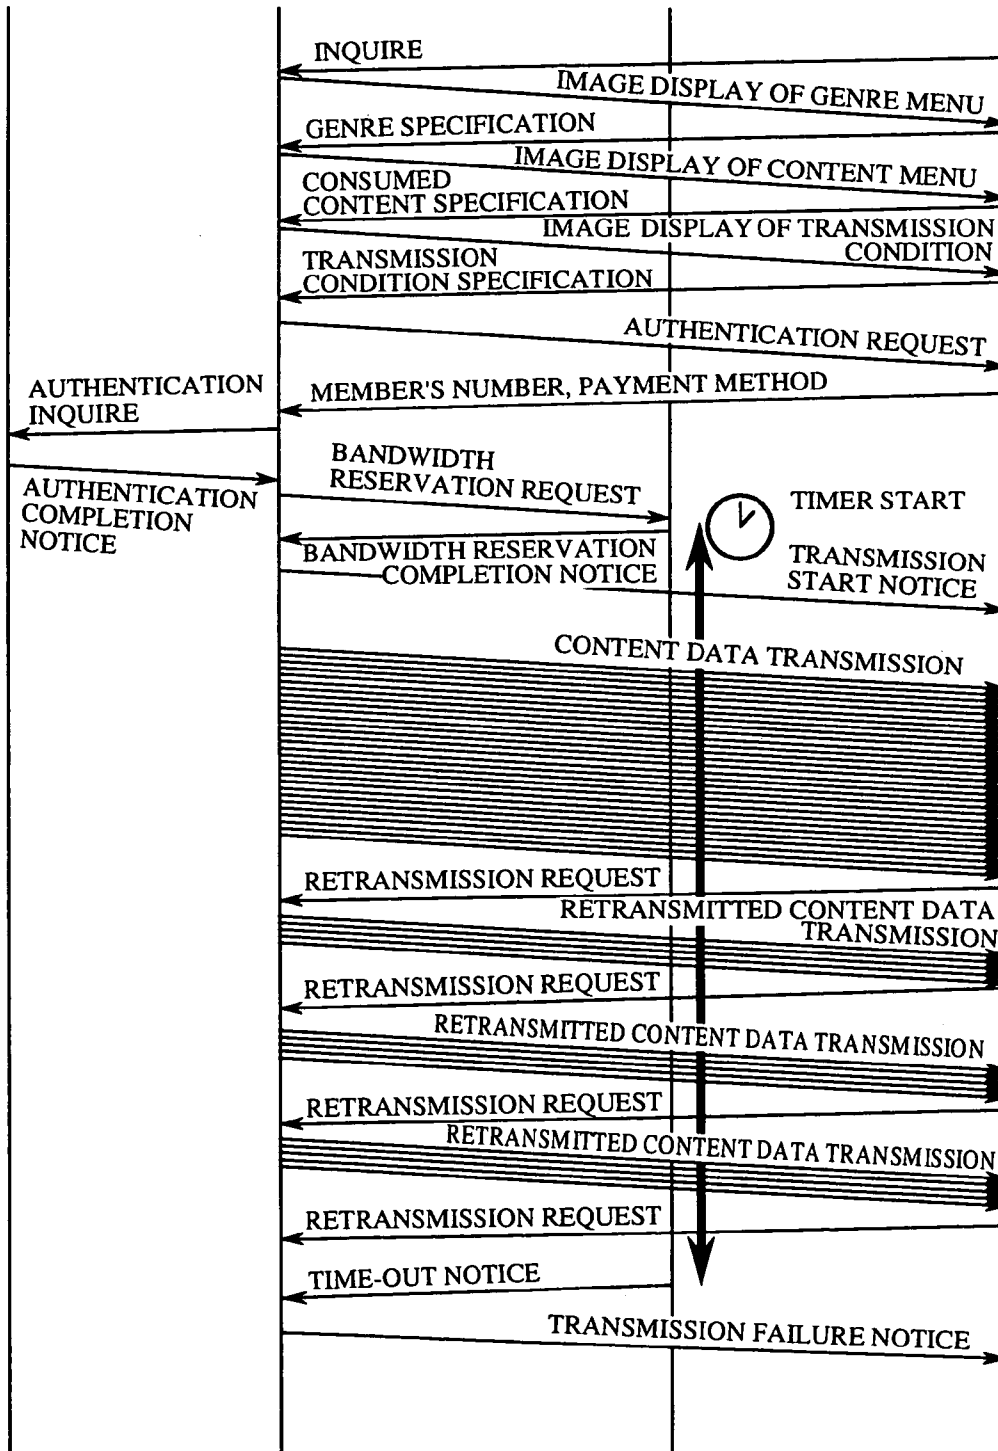 INQUIRE
IMAGE DISPLAY OF GENRE MENU
GENRE SPECIFICATION
IMAGE DISPLAY OF CONTENT MENU
CONSUMED
CONTENT SPECIFICATION
IMAGE DISPLAY OF TRANSMISSION
CONDITION
TRANSMISSION
CONDITION SPECIFICATION
AUTHENTICATION REQUEST
MEMBER'S NUMBER, PAYMENT METHOD
AUTHENTICATION
INQUIRE
BANDWIDTH
RESERVATION REQUEST
AUTHENTICATION
COMPLETION
NOTICE
TIMER START
BANDWIDTH RESERVATION
COMPLETION NOTICE
TRANSMISSION
START NOTICE
CONTENT DATA TRANSMISSION
RETRANSMISSION REQUEST
RETRANSMITTED CONTENT DATA
TRANSMISSION
RETRANSMISSION REQUEST
RETRANSMITTED CONTENT DATA TRANSMISSION
RETRANSMISSION REQUEST
RETRANSMITTED CONTENT DATA TRANSMISSION
RETRANSMISSION REQUEST
TIME-OUT NOTICE
TRANSMISSION FAILURE NOTICE